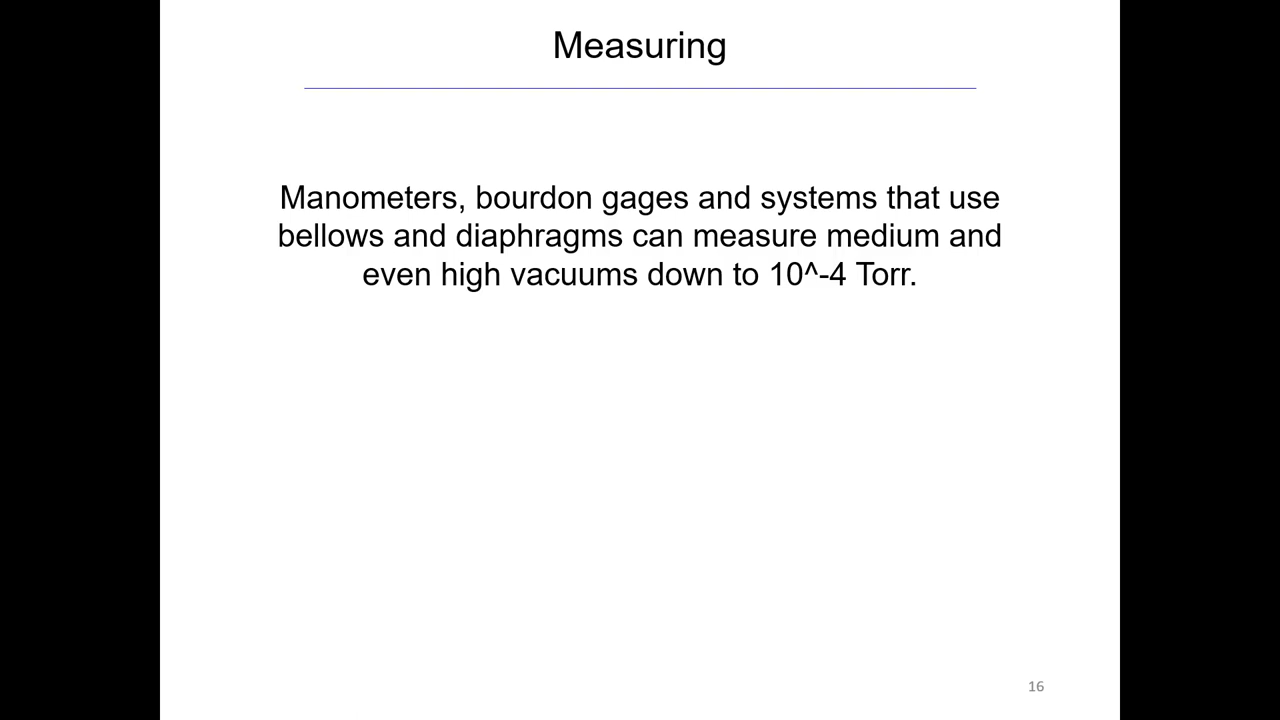 Measuring
Manometers, bourdon gages and systems that use
bellows and diaphragms can measure medium and
even high vacuums down to 10^-4 Torr.
16